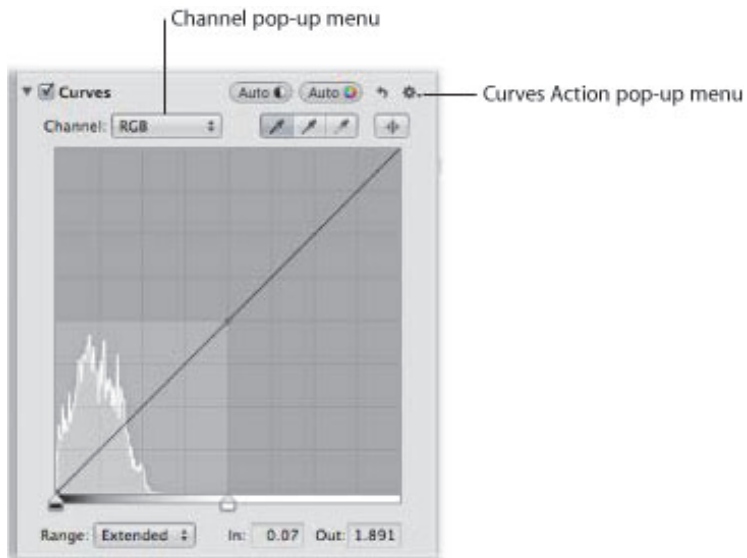 Channel pop-up menu
Curves Auto Auto
Curves Action pop-up menu
Channel: RGB
Range: Extended In: 0.07 Out: 1.891